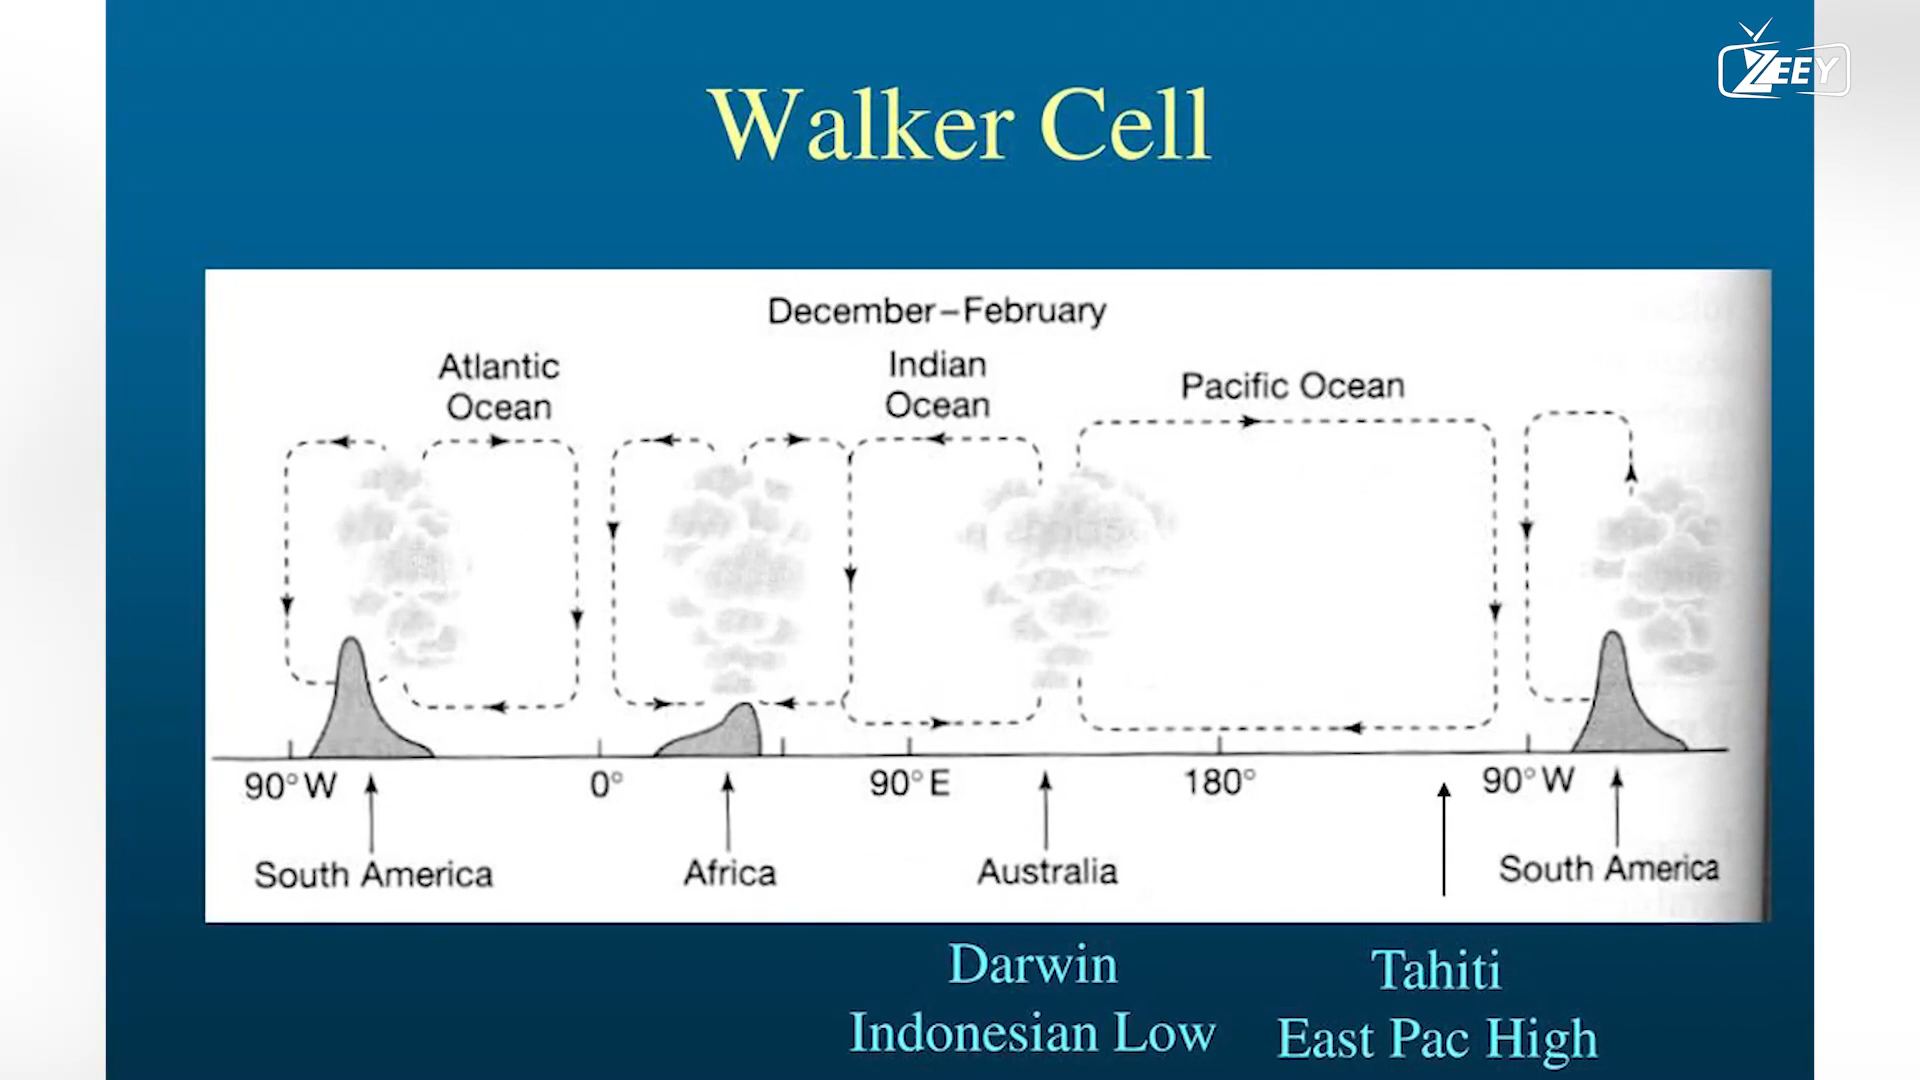 ZEEY
Walker Cell
December–February
Atlantic
Ocean
Indian
Ocean
Pacific Ocean
90°W
0°
90°E
180°
90°W
South America
Africa
Australia
South America
Darwin
Indonesian Low
Tahiti
East Pac High